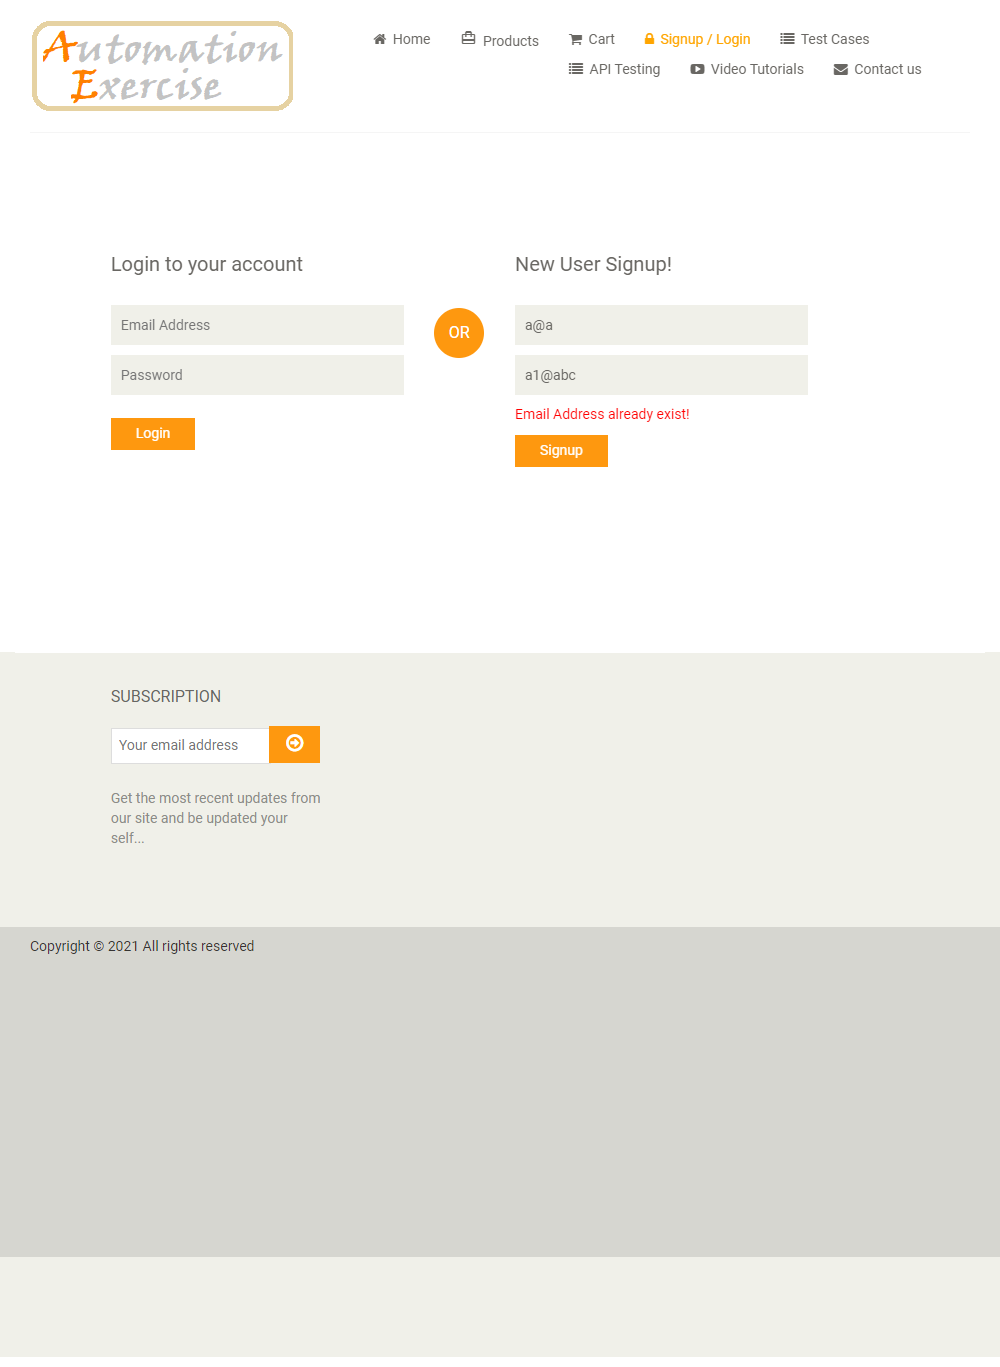 Automation
Exercise
Home
Products
Cart
Signup / Login
Test Cases
API Testing
Video Tutorials
Contact us
Login to your account
Email Address
Password
Login
OR
New User Signup!
a@a
a1@abc
Email Address already exist!
Signup
SUBSCRIPTION
Your email address
Get the most recent updates from
our site and be updated your
self...
Copyright © 2021 All rights reserved